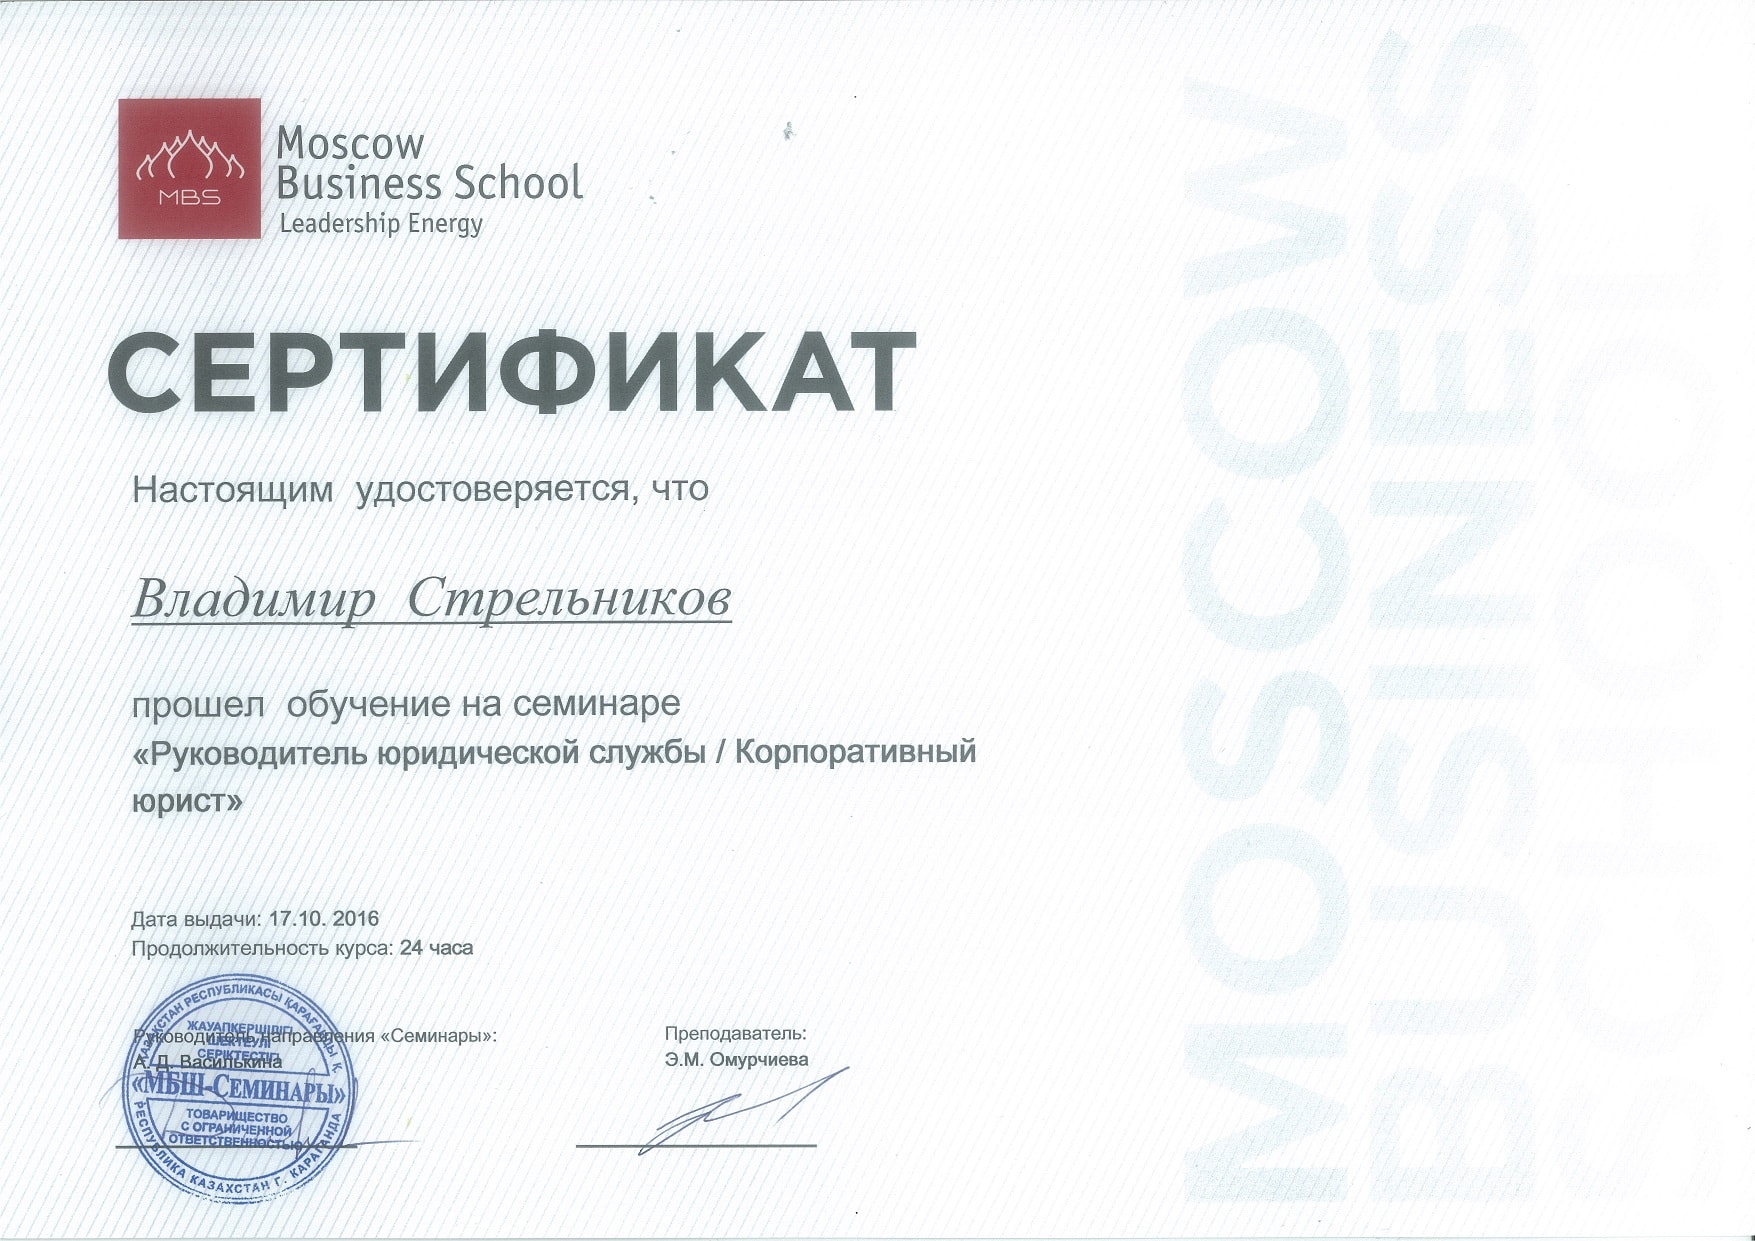 MBS
Moscow
Business School
Leadership Energy
СЕРТИФИКАТ
Настоящим удостоверяется, что
Владимир Стрельников
прошел обучение на семинаре
«Руководитель юридической службы / Корпоративный
юрист»
Дата выдачи: 17.10. 2016
Продолжительность курса: 24 часа
Руководитель направления «Семинары»:
А. Д. Василькина
Преподаватель:
Э.М. Омурчиева
ҚАЗАҚСТАН РЕСПУБЛИКАСЫ ҚАРАҒАНДЫ Қ.
ЖАУАПКЕРШІЛІГІ
ШЕКТЕУЛІ
СЕРІКТЕСТІГІ
«МБШ-СЕМИНАРЫ»
ТОВАРИЩЕСТВО
С ОГРАНИЧЕННОЙ
ОТВЕТСТВЕННОСТЬЮ
РЕСПУБЛИКА КАЗАХСТАН Г. КАРАГАНДА
MOSCOW
BUSINESS
SCHOOL